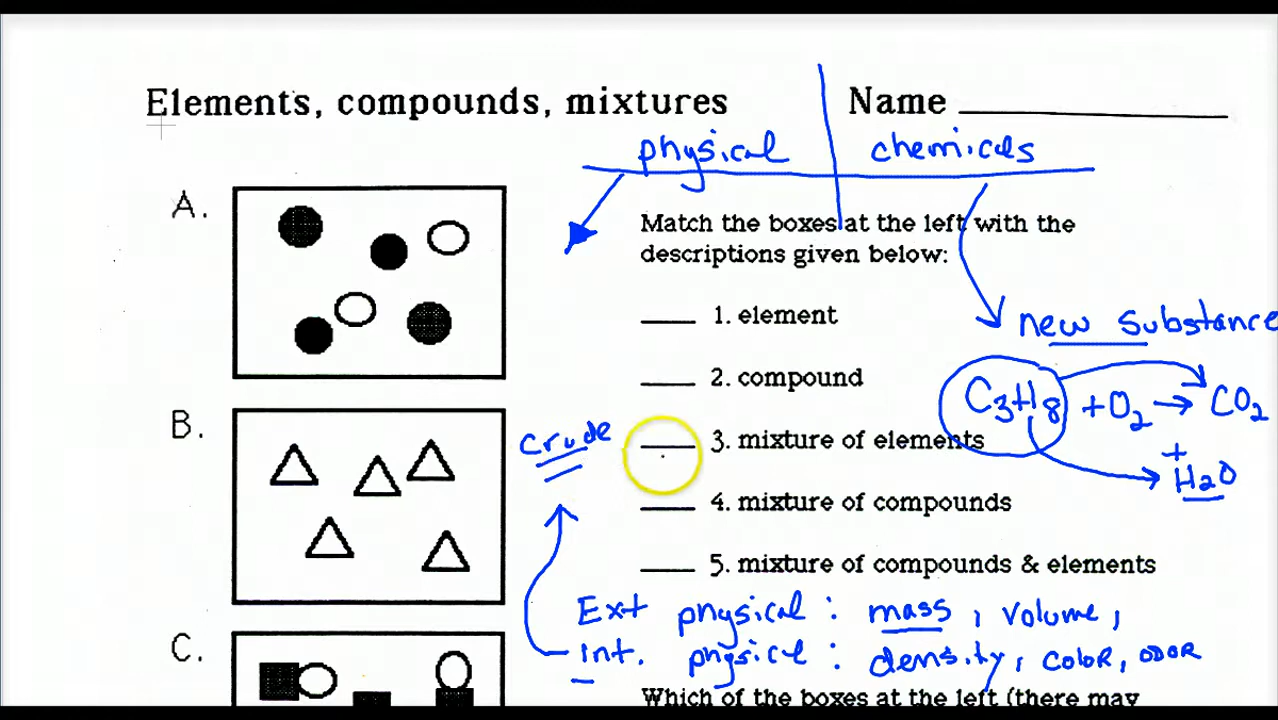 Elements, compounds, mixtures
Name
physical
chemicals
A.
Match the boxes at the left with the
descriptions given below:
1. element
new substance
2. compound
C3H8 + O2 → CO2
+
H2O
B.
crude
3. mixture of elements
4. mixture of compounds
5. mixture of compounds & elements
Ext physical : mass , volume ,
C.
int. physical : density, color, odor
Which of the boxes at the left (there may